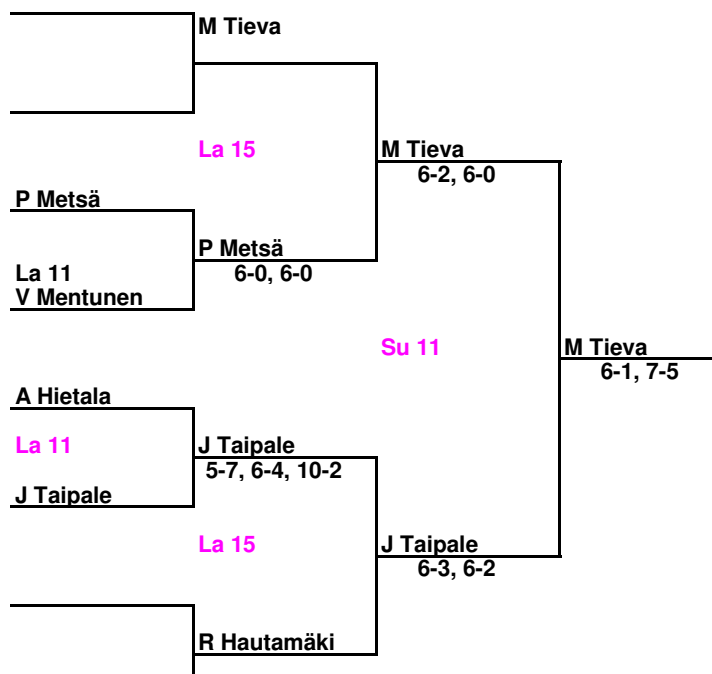 M Tieva
La 15
M Tieva
6-2, 6-0
P Metsä
P Metsä
6-0, 6-0
La 11
V Mentunen
Su 11
M Tieva
6-1, 7-5
A Hietala
La 11
J Taipale
5-7, 6-4, 10-2
J Taipale
La 15
J Taipale
6-3, 6-2
R Hautamäki